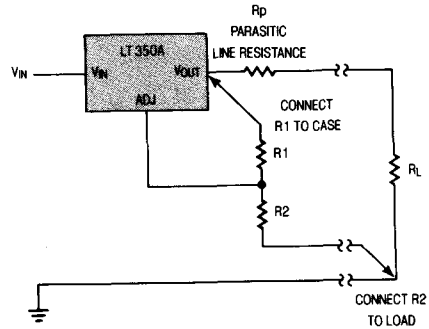 Rp
PARASITIC
LINE RESISTANCE
LT350A
VIN
VIN
VOUT
ADJ
CONNECT
R1 TO CASE
R1
RL
R2
CONNECT R2
TO LOAD